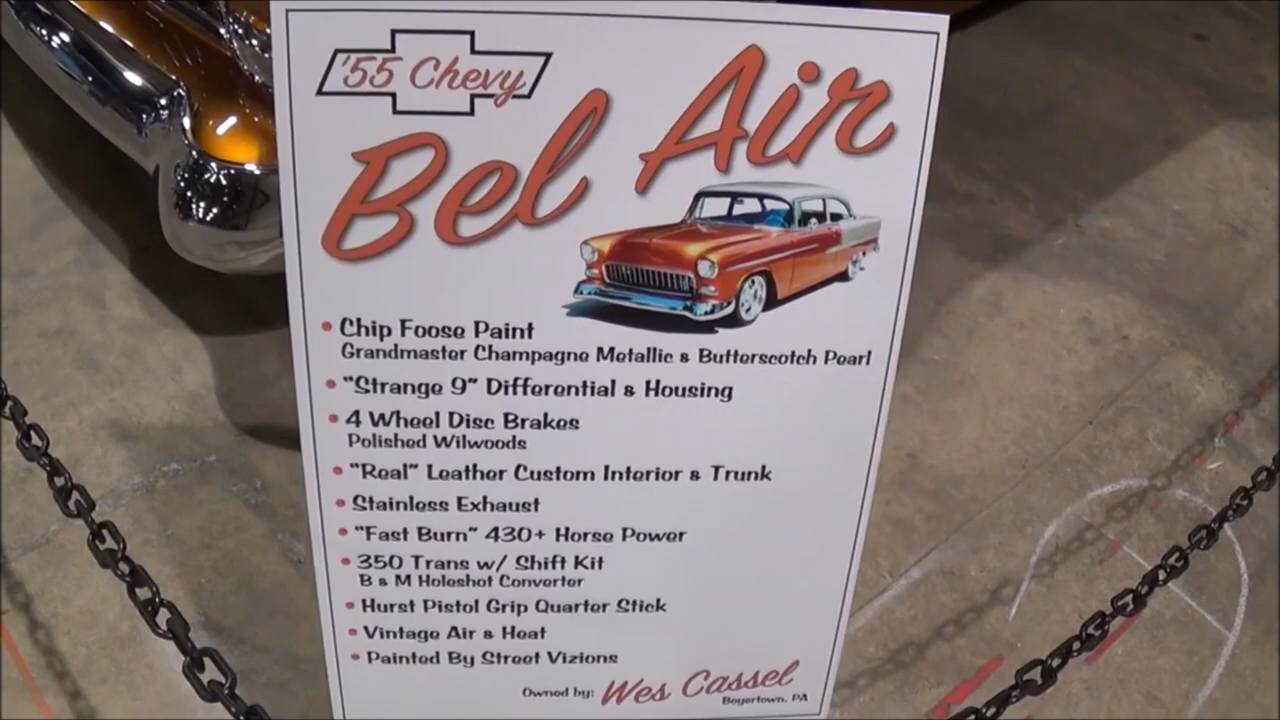 '55 Chevy
Bel Air
• Chip Foose Paint
Grandmaster Champagne Metallic & Butterscotch Pearl
• "Strange 9" Differential & Housing
• 4 Wheel Disc Brakes
Polished Wilwoods
• "Real" Leather Custom Interior & Trunk
• Stainless Exhaust
• "Fast Burn" 430+ Horse Power
• 350 Trans w/ Shift Kit
B & M Holeshot Converter
• Hurst Pistol Grip Quarter Stick
• Vintage Air & Heat
• Painted By Street Vizions
Owned by: Wes Cassel
Boyertown, PA